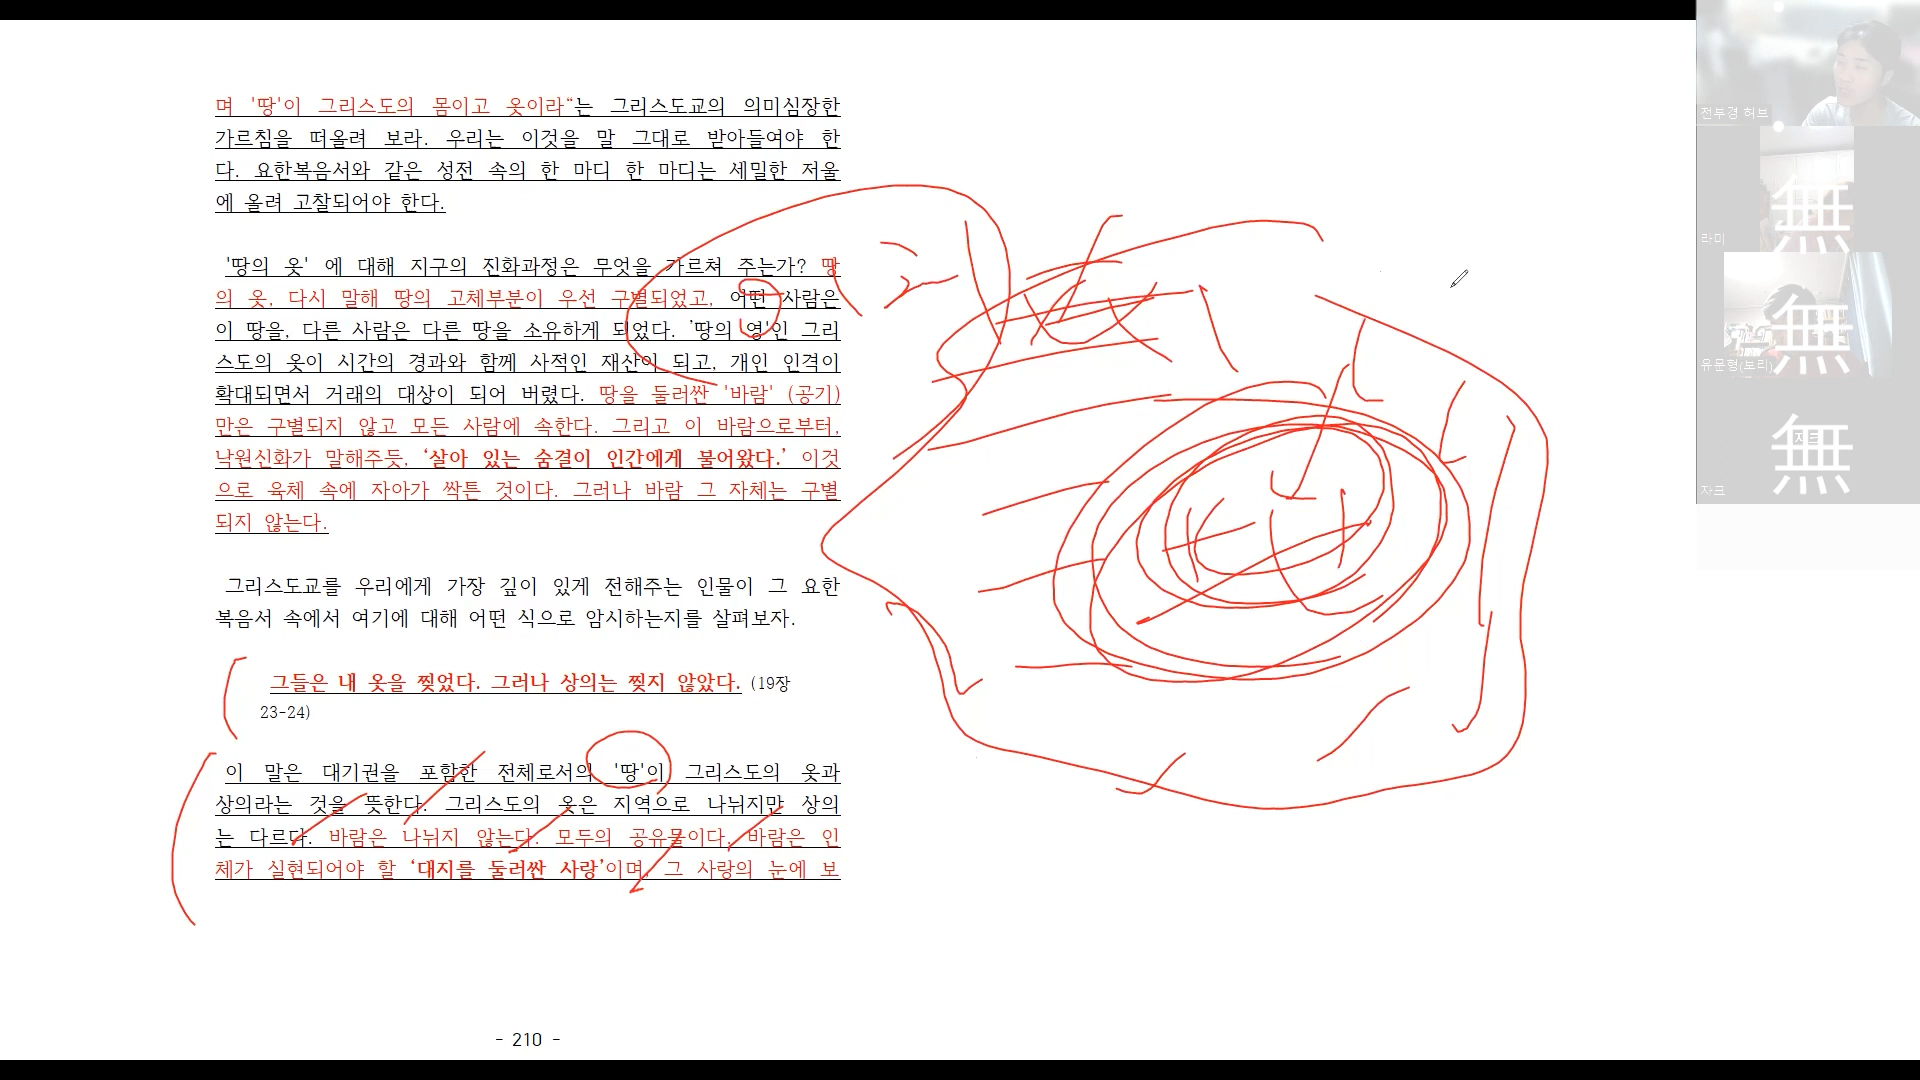 며 '땅'이 그리스도의 몸이고 옷이라“는 그리스도교의 의미심장한
가르침을 떠올려 보라. 우리는 이것을 말 그대로 받아들여야 한
다. 요한복음서와 같은 성전 속의 한 마디 한 마디는 세밀한 저울
에 올려 고찰되어야 한다.
'땅의 옷' 에 대해 지구의 진화과정은 무엇을 가르쳐 주는가? 땅
의 옷, 다시 말해 땅의 고체부분이 우선 구별되었고, 어떤 사람은
이 땅을, 다른 사람은 다른 땅을 소유하게 되었다. ’땅의 영'인 그리
스도의 옷이 시간의 경과와 함께 사적인 재산이 되고, 개인 인격이
확대되면서 거래의 대상이 되어 버렸다. 땅을 둘러싼 '바람' (공기)
만은 구별되지 않고 모든 사람에 속한다. 그리고 이 바람으로부터,
낙원신화가 말해주듯, ‘살아 있는 숨결이 인간에게 불어왔다.’ 이것
으로 육체 속에 자아가 싹튼 것이다. 그러나 바람 그 자체는 구별
되지 않는다.
그리스도교를 우리에게 가장 깊이 있게 전해주는 인물이 그 요한
복음서 속에서 여기에 대해 어떤 식으로 암시하는지를 살펴보자.
그들은 내 옷을 찢었다. 그러나 상의는 찢지 않았다. (19장
23-24)
이 말은 대기권을 포함한 전체로서의 '땅'이 그리스도의 옷과
상의라는 것을 뜻한다. 그리스도의 옷은 지역으로 나뉘지만 상의
는 다르다. 바람은 나뉘지 않는다. 모두의 공유물이다. 바람은 인
체가 실현되어야 할 ‘대지를 둘러싼 사랑’이며, 그 사랑의 눈에 보
- 210 -
전두경 허브
無
라미
無
유문형(보리)
無
자크
자크